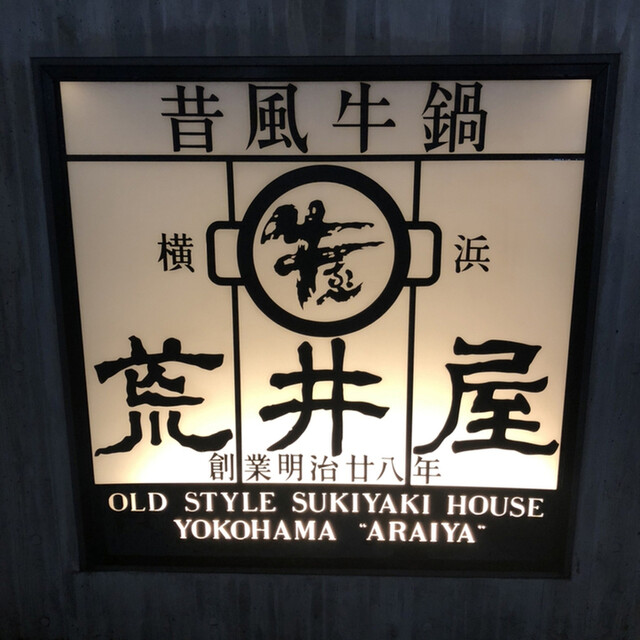 昔風牛鍋
横 浜
荒井屋
創業明治廿八年
OLD STYLE SUKIYAKI HOUSE
YOKOHAMA "ARAIYA"